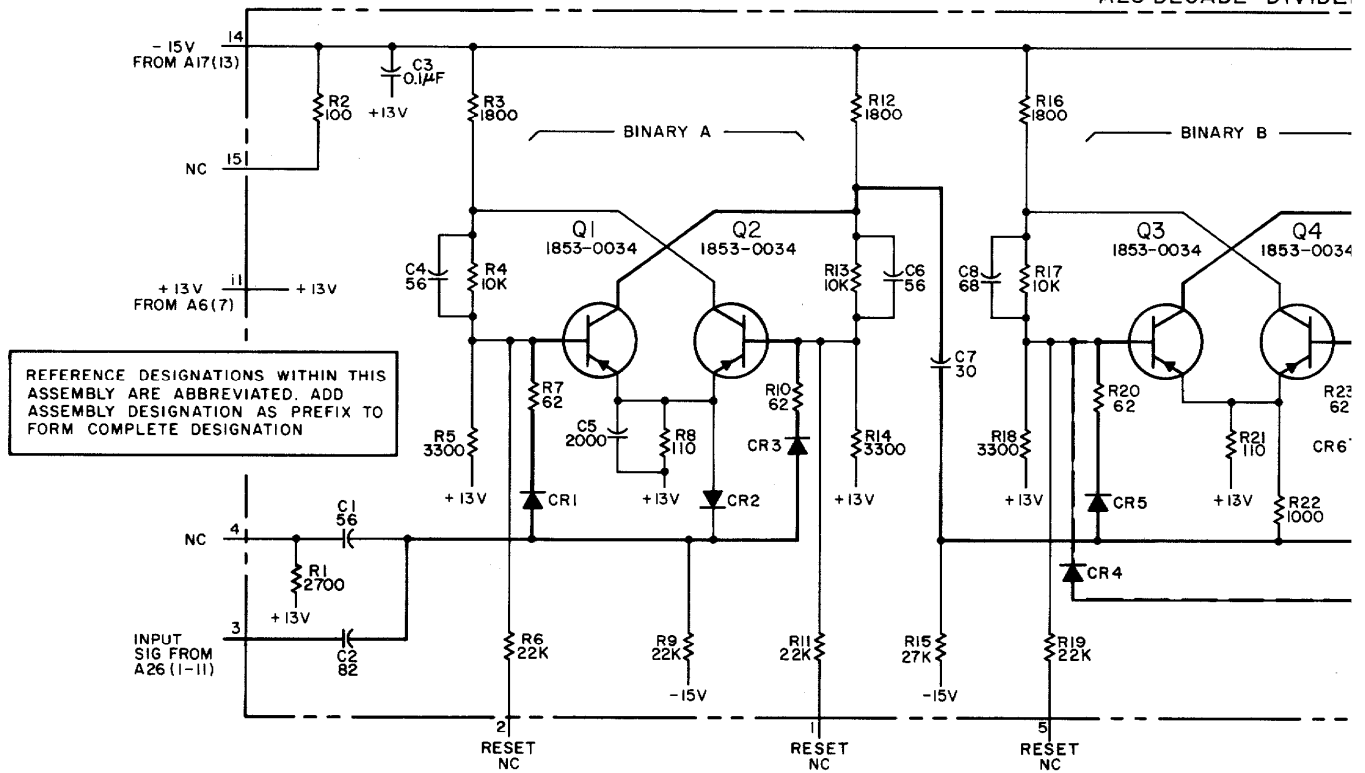 A25 DECADE DIVIDER
-15V
FROM A17(13)
14
R2
100
C3
0.1µF
+13V
R3
1800
BINARY A
R12
1800
R16
1800
BINARY B
NC
15
C4
56
R4
10K
Q1
1853-0034
Q2
1853-0034
R13
10K
C6
56
C8
68
R17
10K
Q3
1853-0034
Q4
1853-0034
+13V
FROM A6(7)
11
+13V
REFERENCE DESIGNATIONS WITHIN THIS
ASSEMBLY ARE ABBREVIATED. ADD
ASSEMBLY DESIGNATION AS PREFIX TO
FORM COMPLETE DESIGNATION
R5
3300
+13V
R7
62
CR1
C5
2000
R8
110
+13V
CR2
R10
62
CR3
R14
3300
+13V
C7
30
R18
3300
+13V
R20
62
CR5
R21
110
+13V
R23
62
CR6
R22
1000
NC
4
C1
56
R1
2700
+13V
CR4
INPUT
SIG FROM
A26(1-11)
3
C2
82
R6
22K
R9
22K
-15V
R11
22K
R15
27K
-15V
R19
22K
2
RESET
NC
1
RESET
NC
5
RESET
NC